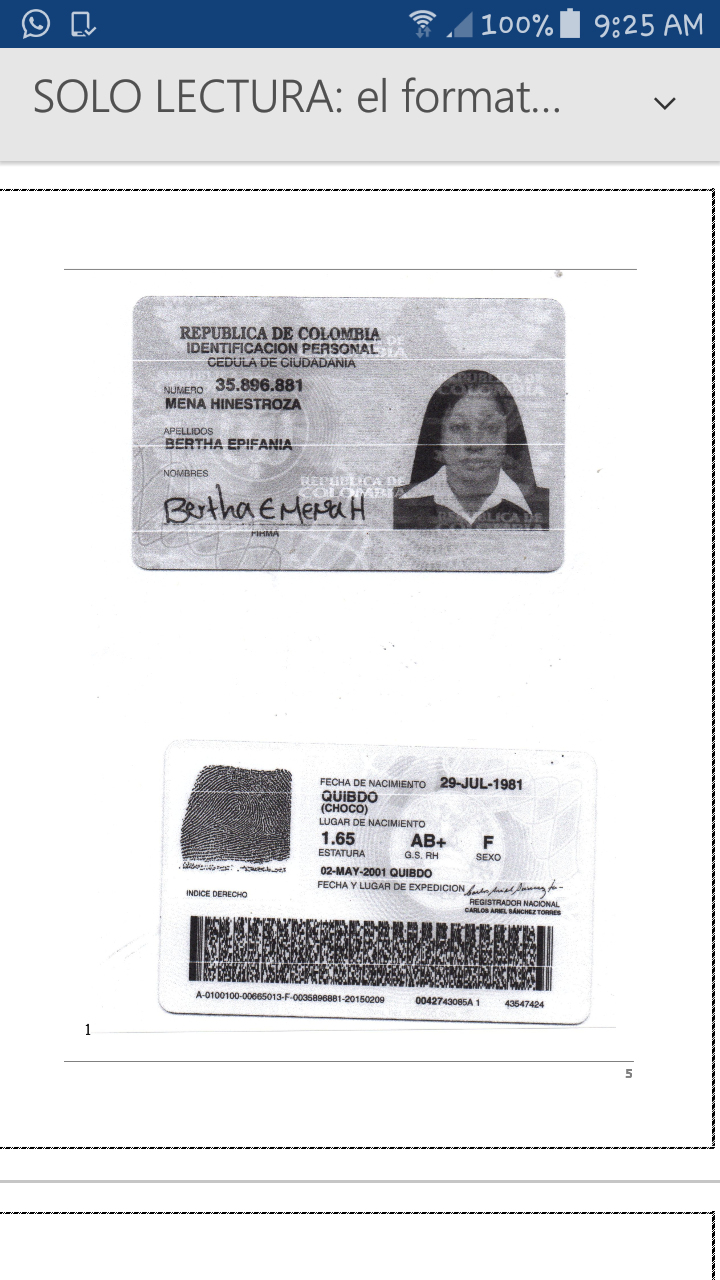 100% 9:25 AM
SOLO LECTURA: el format...
REPUBLICA DE COLOMBIA
IDENTIFICACION PERSONAL
CEDULA DE CIUDADANIA
NUMERO 35.896.881
MENA HINESTROZA
APELLIDOS
BERTHA EPIFANIA
NOMBRES
REPUBLICA DE
COLOMBIA
Bertha E Mena H
FIRMA
FECHA DE NACIMIENTO 29-JUL-1981
QUIBDO
(CHOCO)
LUGAR DE NACIMIENTO
1.65 AB+ F
ESTATURA G.S. RH SEXO
02-MAY-2001 QUIBDO
FECHA Y LUGAR DE EXPEDICION
INDICE DERECHO
REGISTRADOR NACIONAL
CARLOS ARIEL SÁNCHEZ TORRES
A-0100100-00665013-F-0035896881-20150209 0042743085A 1 43547424
1
5